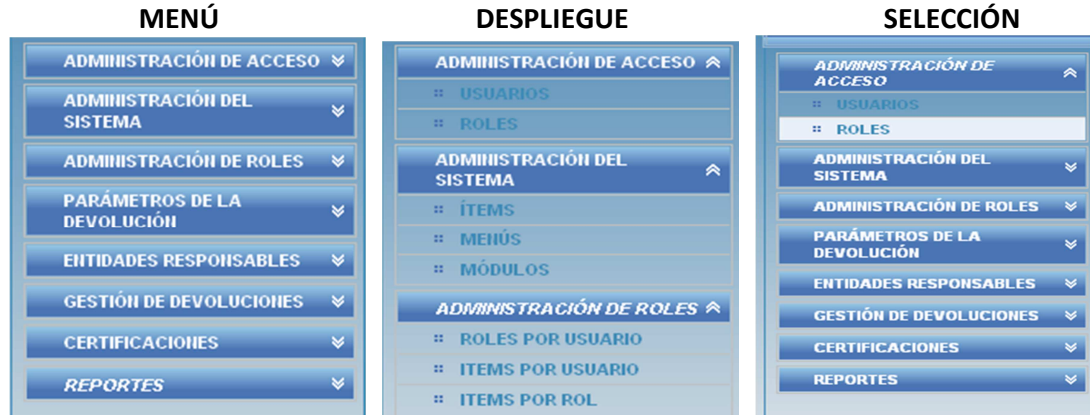 MENÚ
ADMINISTRACIÓN DE ACCESO
ADMINISTRACIÓN DEL
SISTEMA
ADMINISTRACIÓN DE ROLES
PARÁMETROS DE LA
DEVOLUCIÓN
ENTIDADES RESPONSABLES
GESTIÓN DE DEVOLUCIONES
CERTIFICACIONES
REPORTES
DESPLIEGUE
ADMINISTRACIÓN DE ACCESO
USUARIOS
ROLES
ADMINISTRACIÓN DEL
SISTEMA
ÍTEMS
MENÚS
MÓDULOS
ADMINISTRACIÓN DE ROLES
ROLES POR USUARIO
ITEMS POR USUARIO
ITEMS POR ROL
SELECCIÓN
ADMINISTRACIÓN DE
ACCESO
USUARIOS
ROLES
ADMINISTRACIÓN DEL
SISTEMA
ADMINISTRACIÓN DE ROLES
PARÁMETROS DE LA
DEVOLUCIÓN
ENTIDADES RESPONSABLES
GESTIÓN DE DEVOLUCIONES
CERTIFICACIONES
REPORTES